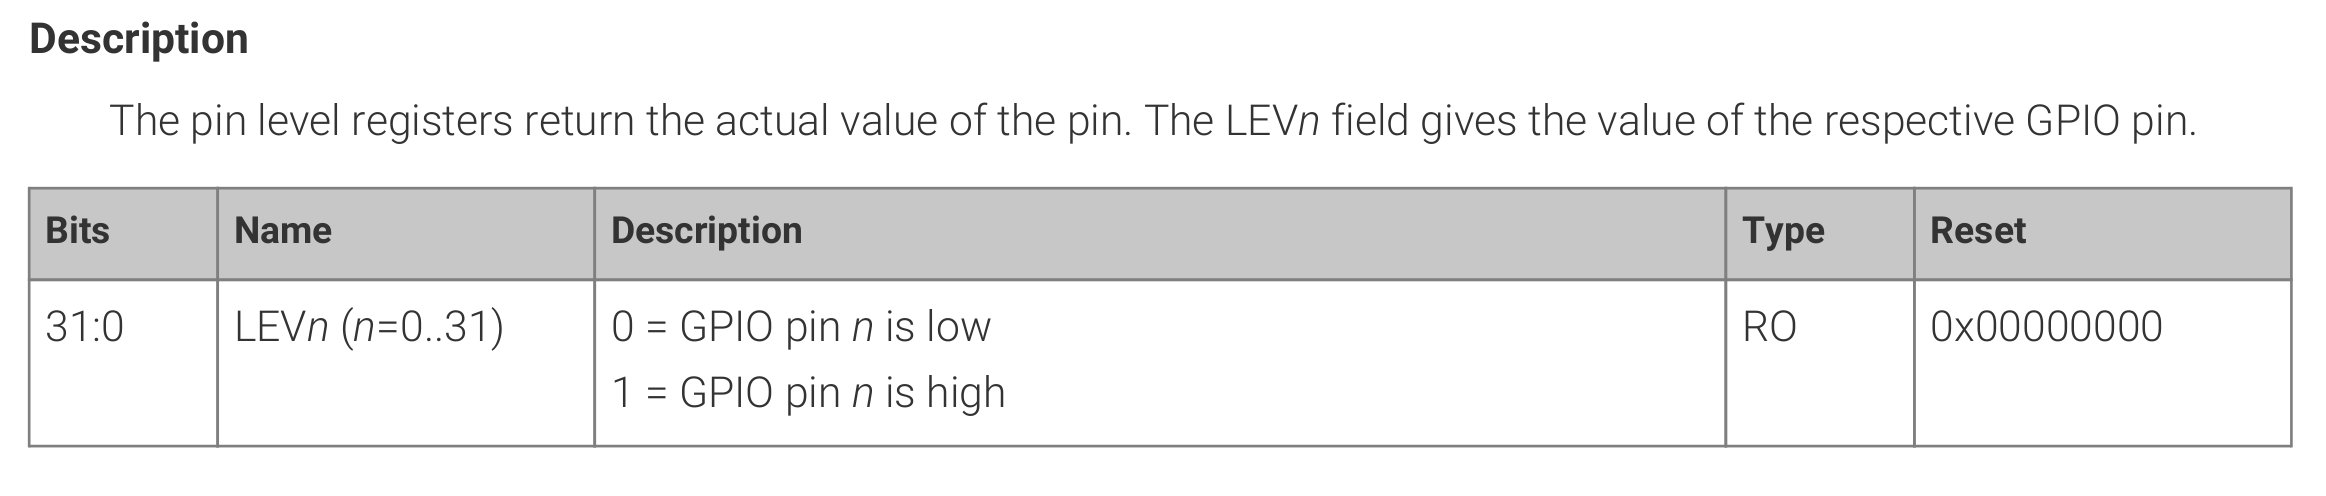 Description
The pin level registers return the actual value of the pin. The LEVn field gives the value of the respective GPIO pin.
Bits Name Description Type Reset
31:0 LEVn (n=0..31) 0 = GPIO pin n is low RO 0x00000000
1 = GPIO pin n is high